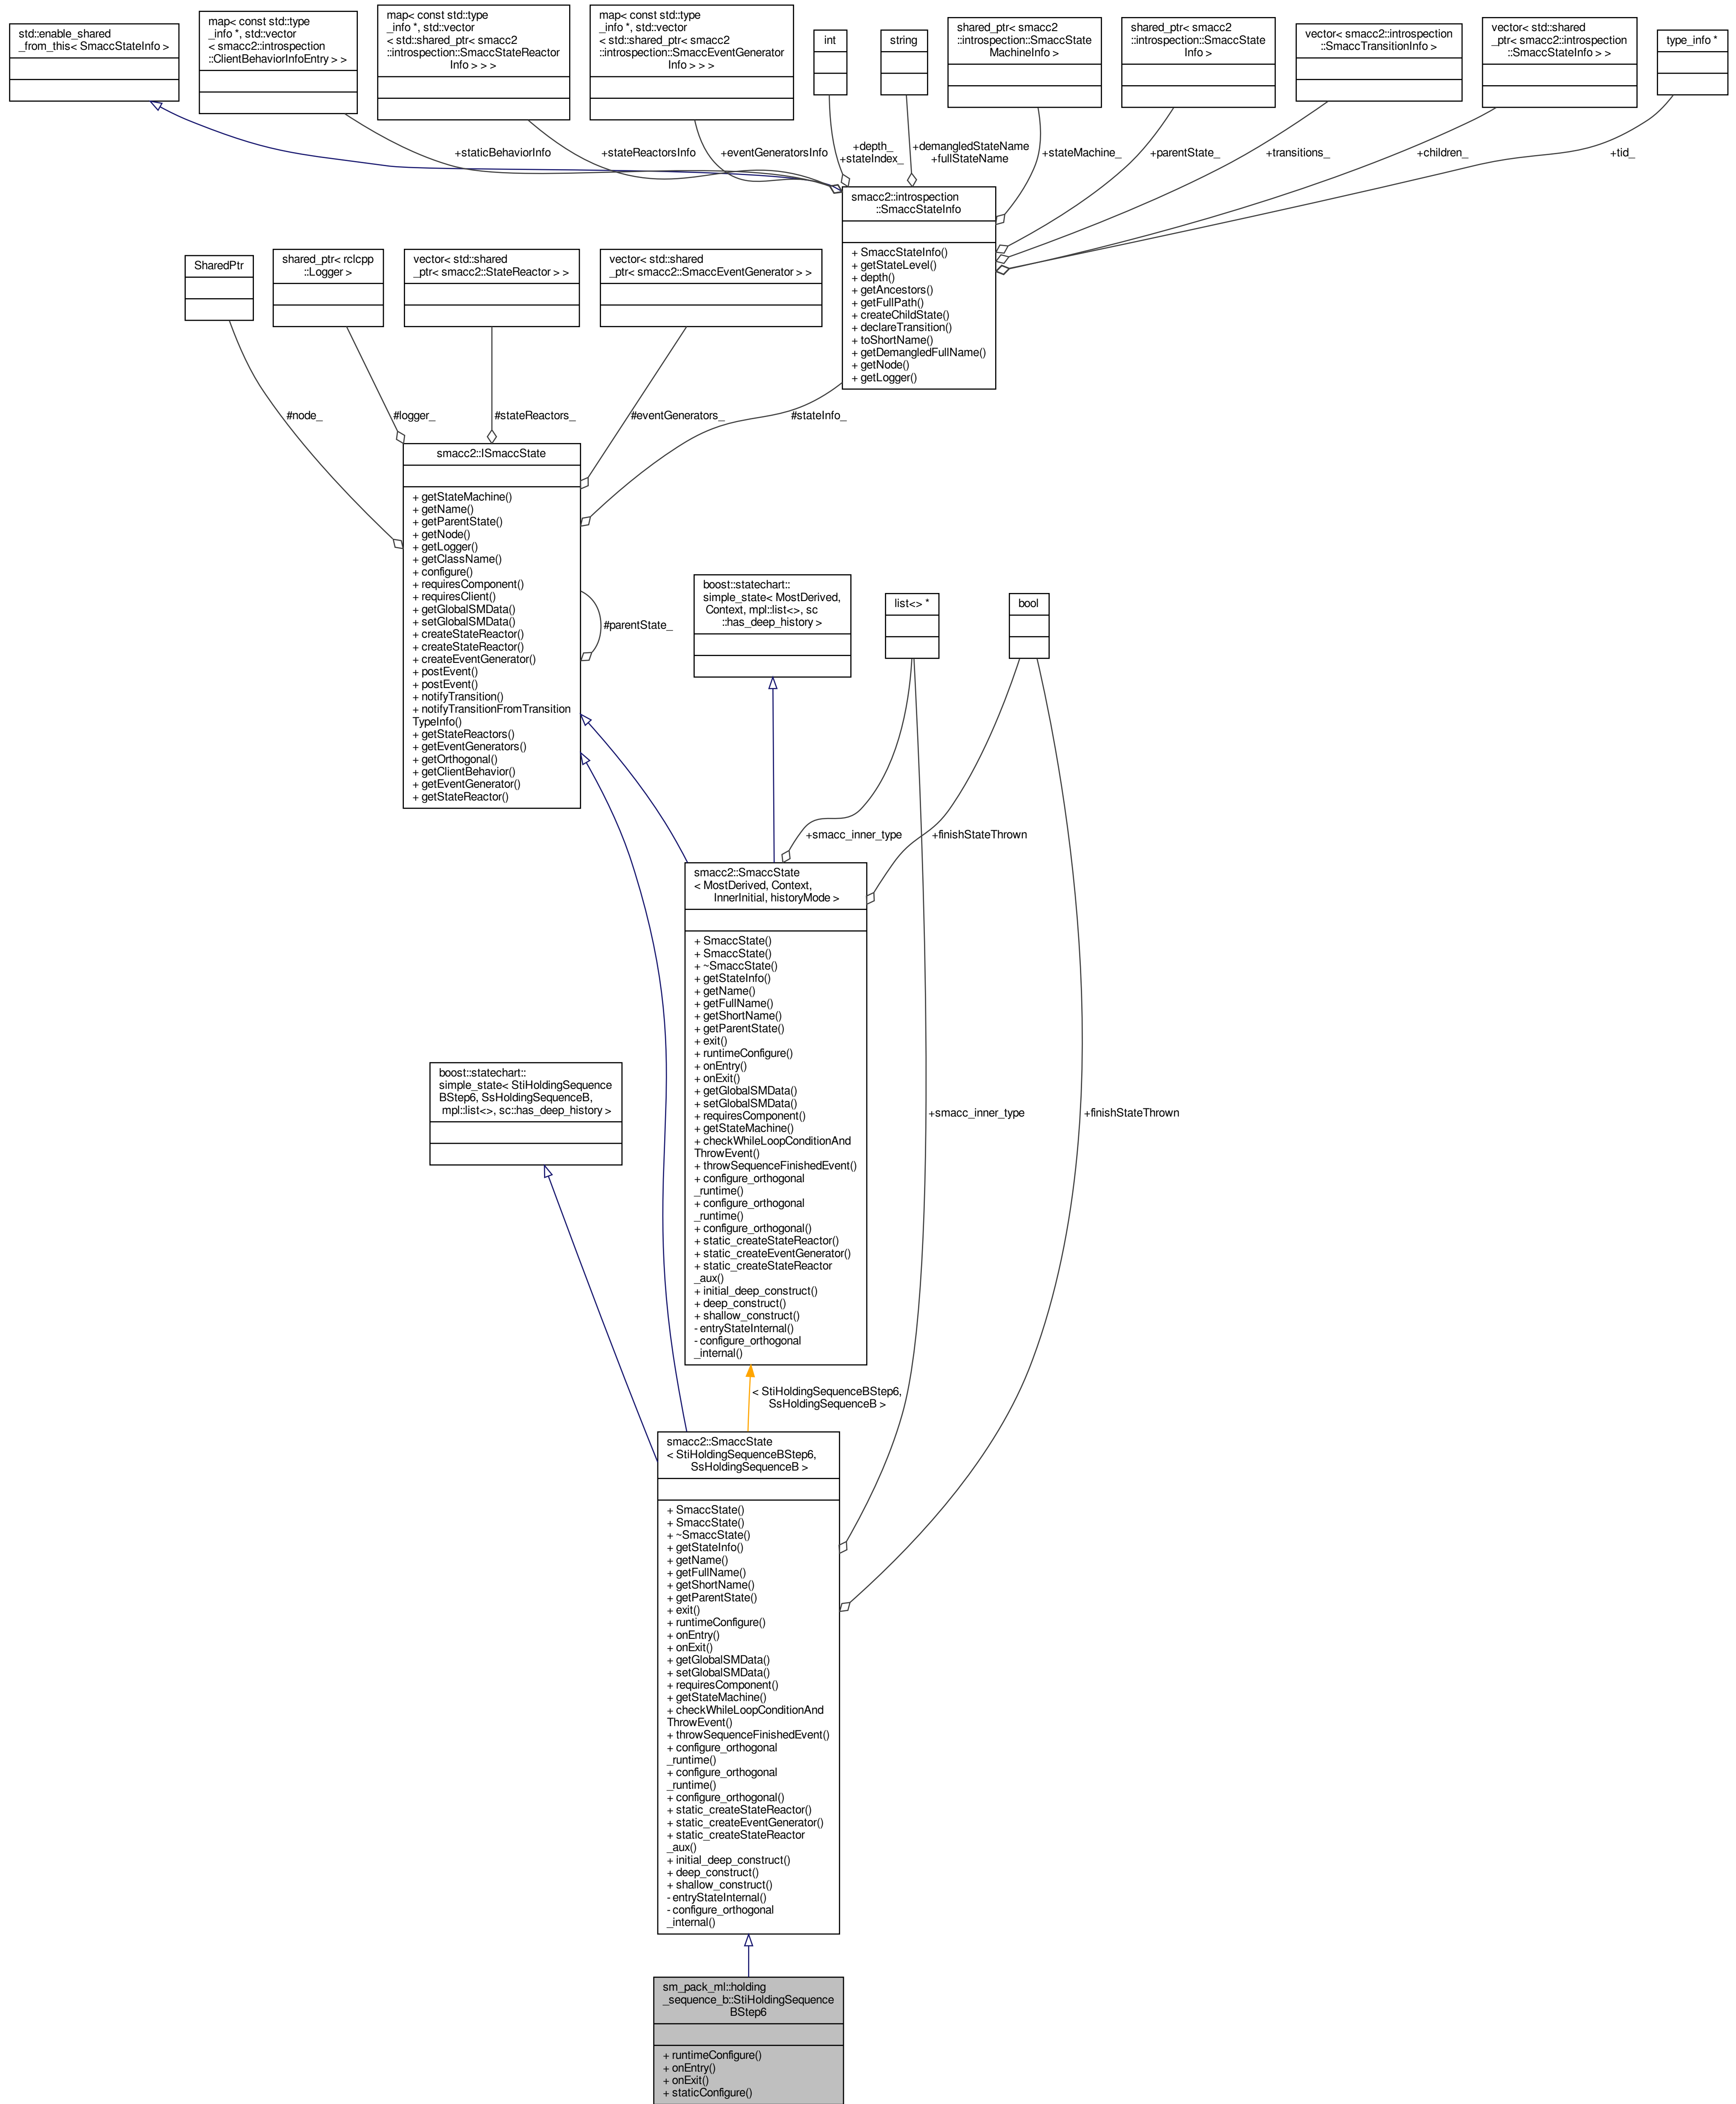 std::enable_shared
_from_this< SmaccStateInfo >
map< const std::type
_info *, std::vector
< smacc2::introspection
::ClientBehaviorInfoEntry > >
map< const std::type
_info *, std::vector
< std::shared_ptr< smacc2
::introspection::SmaccStateReactor
Info > > >
map< const std::type
_info *, std::vector
< std::shared_ptr< smacc2
::introspection::SmaccEventGenerator
Info > > >
int
string
shared_ptr< smacc2
::introspection::SmaccState
MachineInfo >
shared_ptr< smacc2
::introspection::SmaccState
Info >
vector< smacc2::introspection
::SmaccTransitionInfo >
vector< std::shared
_ptr< smacc2::introspection
::SmaccStateInfo > >
type_info *
+staticBehaviorInfo
+stateReactorsInfo
+eventGeneratorsInfo
+depth_
+stateIndex_
+demangledStateName
+fullStateName
+stateMachine_
+parentState_
+transitions_
+children_
+tid_
smacc2::introspection
::SmaccStateInfo
+ SmaccStateInfo()
+ getStateLevel()
+ depth()
+ getAncestors()
+ getFullPath()
+ createChildState()
+ declareTransition()
+ toShortName()
+ getDemangledFullName()
+ getNode()
+ getLogger()
SharedPtr
shared_ptr< rclcpp
::Logger >
vector< std::shared
_ptr< smacc2::StateReactor > >
vector< std::shared
_ptr< smacc2::SmaccEventGenerator > >
#node_
#logger_
#stateReactors_
#eventGenerators_
#stateInfo_
smacc2::ISmaccState
+ getStateMachine()
+ getName()
+ getParentState()
+ getNode()
+ getLogger()
+ getClassName()
+ configure()
+ requiresComponent()
+ requiresClient()
+ getGlobalSMData()
+ setGlobalSMData()
+ createStateReactor()
+ createStateReactor()
+ createEventGenerator()
+ postEvent()
+ postEvent()
+ notifyTransition()
+ notifyTransitionFromTransition
TypeInfo()
+ getStateReactors()
+ getEventGenerators()
+ getOrthogonal()
+ getClientBehavior()
+ getEventGenerator()
+ getStateReactor()
#parentState_
boost::statechart::
simple_state< MostDerived,
Context, mpl::list<>, sc
::has_deep_history >
list<> *
bool
+smacc_inner_type
+finishStateThrown
smacc2::SmaccState
< MostDerived, Context,
InnerInitial, historyMode >
+ SmaccState()
+ SmaccState()
+ ~SmaccState()
+ getStateInfo()
+ getName()
+ getFullName()
+ getShortName()
+ getParentState()
+ exit()
+ runtimeConfigure()
+ onEntry()
+ onExit()
+ getGlobalSMData()
+ setGlobalSMData()
+ requiresComponent()
+ getStateMachine()
+ checkWhileLoopConditionAnd
ThrowEvent()
+ throwSequenceFinishedEvent()
+ configure_orthogonal
_runtime()
+ configure_orthogonal
_runtime()
+ configure_orthogonal()
+ static_createStateReactor()
+ static_createEventGenerator()
+ static_createStateReactor
_aux()
+ initial_deep_construct()
+ deep_construct()
+ shallow_construct()
- entryStateInternal()
- configure_orthogonal
_internal()
boost::statechart::
simple_state< StiHoldingSequence
BStep6, SsHoldingSequenceB,
mpl::list<>, sc::has_deep_history >
+smacc_inner_type
+finishStateThrown
< StiHoldingSequenceBStep6,
SsHoldingSequenceB >
smacc2::SmaccState
< StiHoldingSequenceBStep6,
SsHoldingSequenceB >
+ SmaccState()
+ SmaccState()
+ ~SmaccState()
+ getStateInfo()
+ getName()
+ getFullName()
+ getShortName()
+ getParentState()
+ exit()
+ runtimeConfigure()
+ onEntry()
+ onExit()
+ getGlobalSMData()
+ setGlobalSMData()
+ requiresComponent()
+ getStateMachine()
+ checkWhileLoopConditionAnd
ThrowEvent()
+ throwSequenceFinishedEvent()
+ configure_orthogonal
_runtime()
+ configure_orthogonal
_runtime()
+ configure_orthogonal()
+ static_createStateReactor()
+ static_createEventGenerator()
+ static_createStateReactor
_aux()
+ initial_deep_construct()
+ deep_construct()
+ shallow_construct()
- entryStateInternal()
- configure_orthogonal
_internal()
sm_pack_ml::holding
_sequence_b::StiHoldingSequence
BStep6
+ runtimeConfigure()
+ onEntry()
+ onExit()
+ staticConfigure()